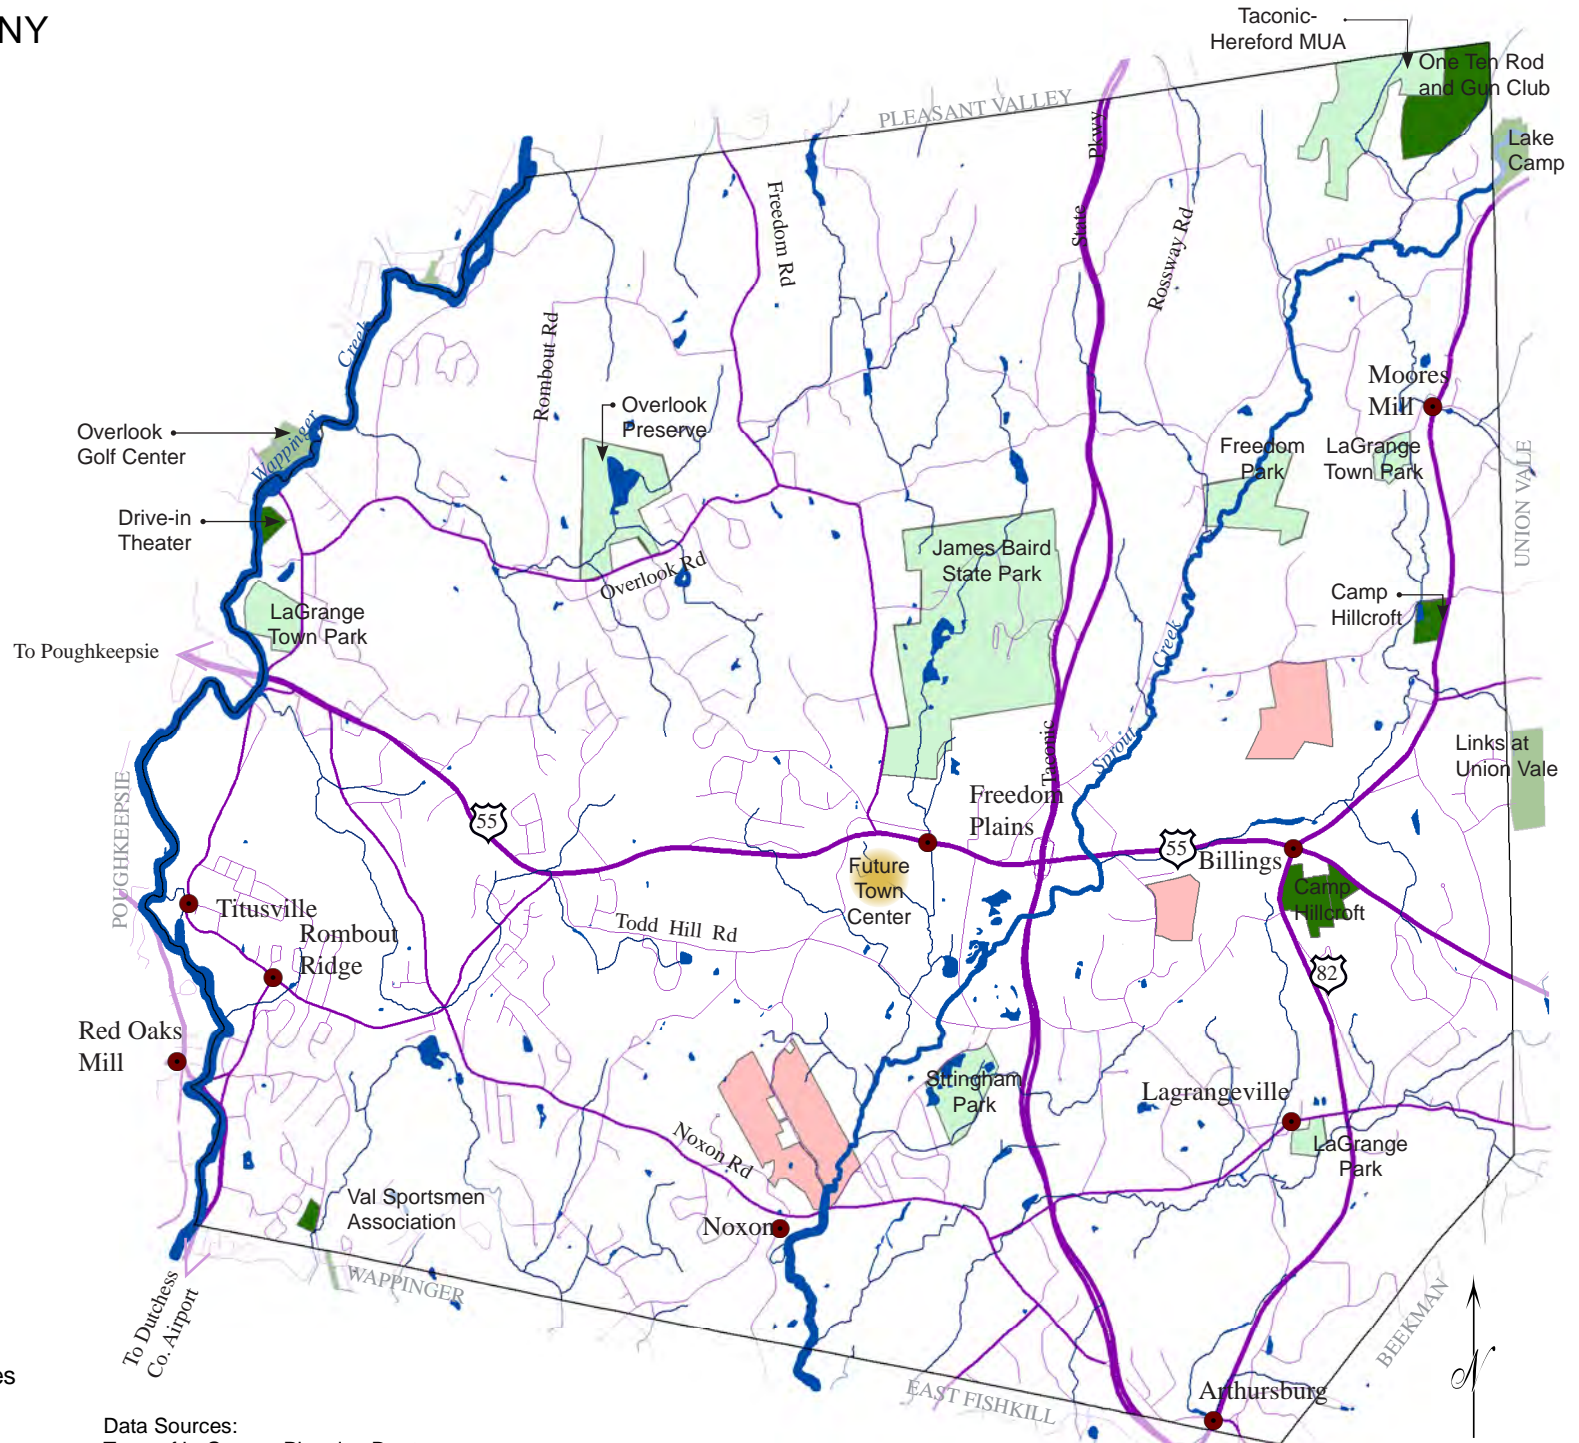 NY
Taconic-
Hereford MUA
One Ten Rod
and Gun Club
PLEASANT VALLEY
Lake
Camp
State
Pkwy
Freedom Rd
Rossway Rd
Creek
Rombout Rd
Moores
Mill
Overlook
Preserve
Overlook
Golf Center
Wappinger
Freedom
Park
LaGrange
Town Park
UNION VALE
Drive-in
Theater
James Baird
State Park
Overlook Rd
LaGrange
Town Park
Camp
Hillcroft
To Poughkeepsie
Creek
Sprout
Taconic
Links at
Union Vale
POUGHKEEPSIE
Freedom
Plains
55
55
Billings
Future
Town
Center
Camp
Hillcroft
Titusville
Rombout
Ridge
Todd Hill Rd
82
Red Oaks
Mill
Sttringham
Park
Lagrangeville
Noxon Rd
LaGrange
Park
Val Sportsmen
Association
Noxon
WAPPINGER
To Dutchess
Co. Airport
BEEKMAN
N
EAST FISHKILL
Arthursburg
es
Data Sources: